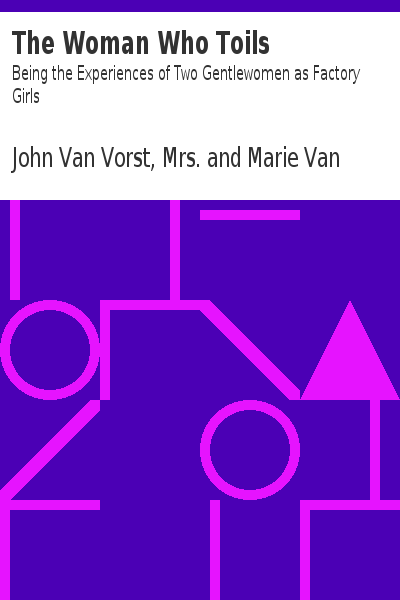 The Woman Who Toils
Being the Experiences of Two Gentlewomen as Factory
Girls
John Van Vorst, Mrs. and Marie Van